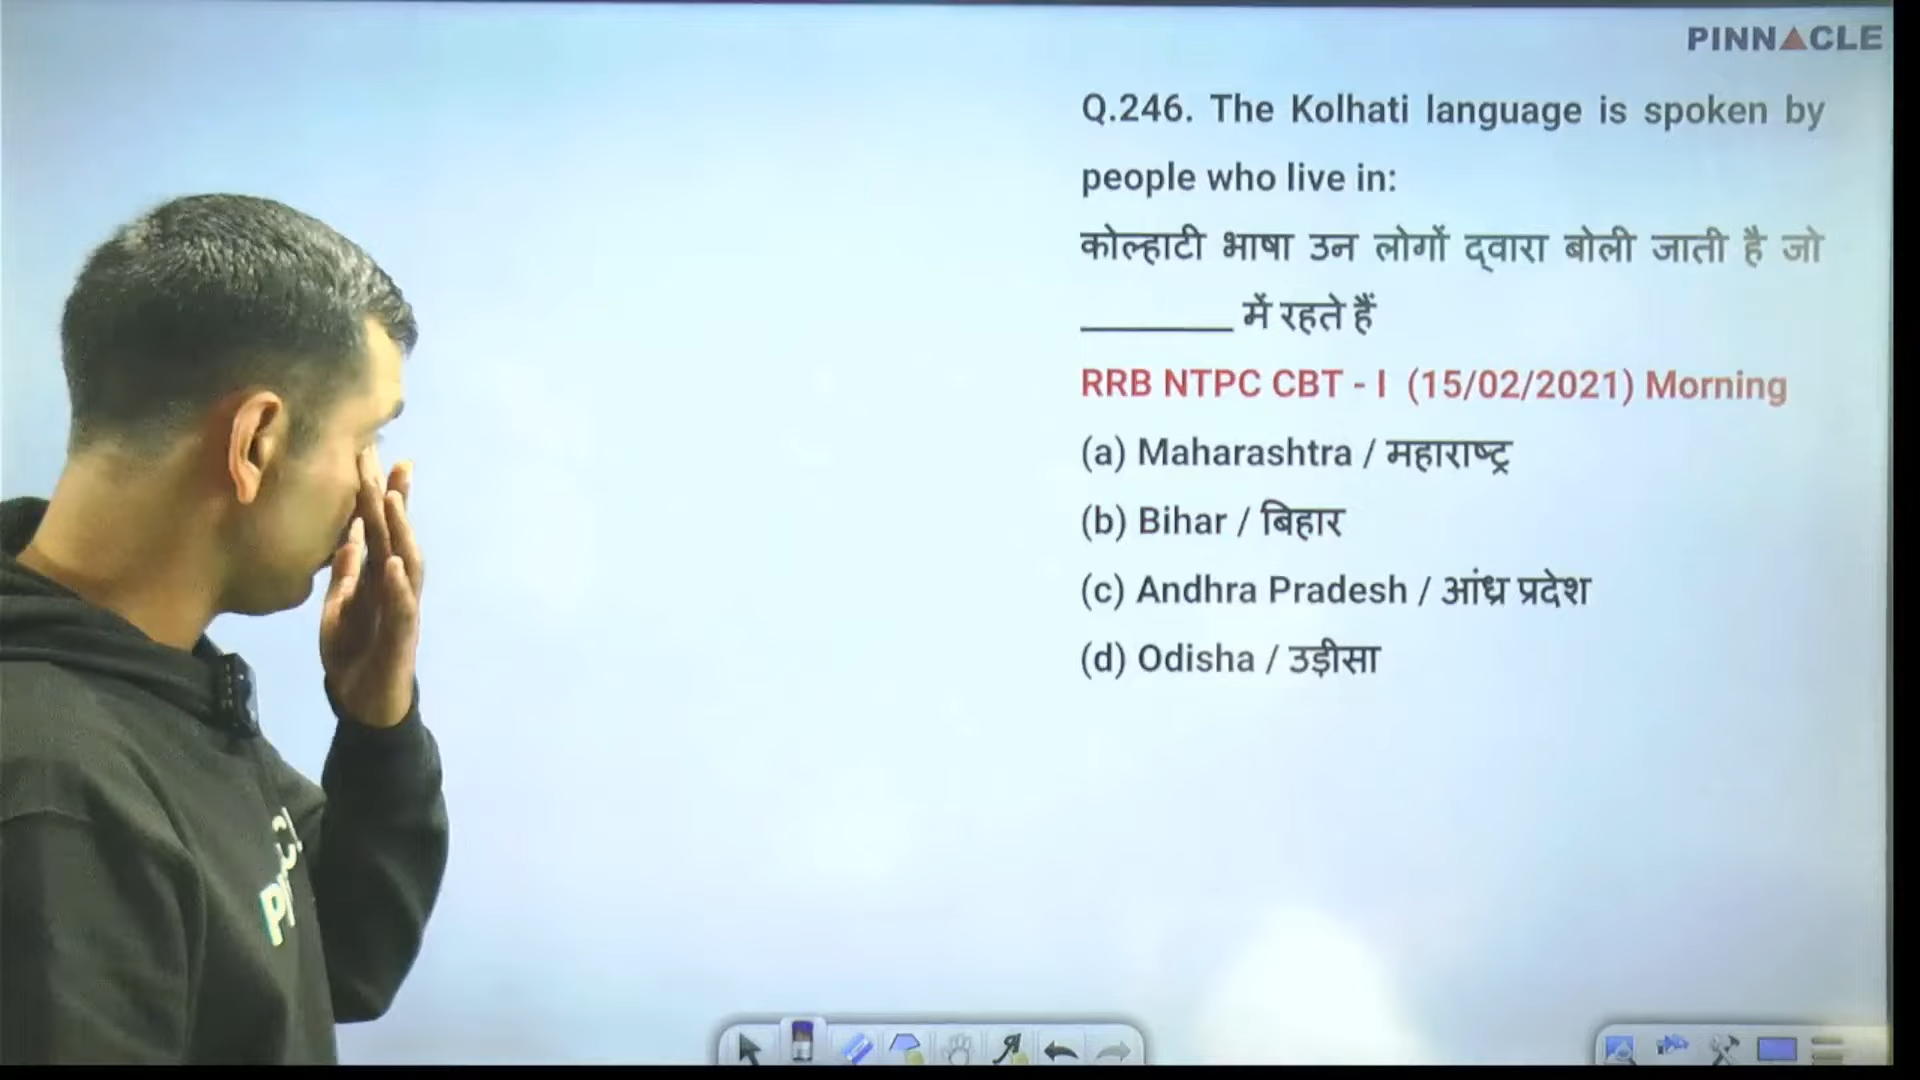 PINNACLE
Q.246. The Kolhati language is spoken by
people who live in:
कोल्हाटी भाषा उन लोगों द्वारा बोली जाती है जो
_______ में रहते हैं
RRB NTPC CBT - I (15/02/2021) Morning
(a) Maharashtra / महाराष्ट्र
(b) Bihar / बिहार
(c) Andhra Pradesh / आंध्र प्रदेश
(d) Odisha / उड़ीसा